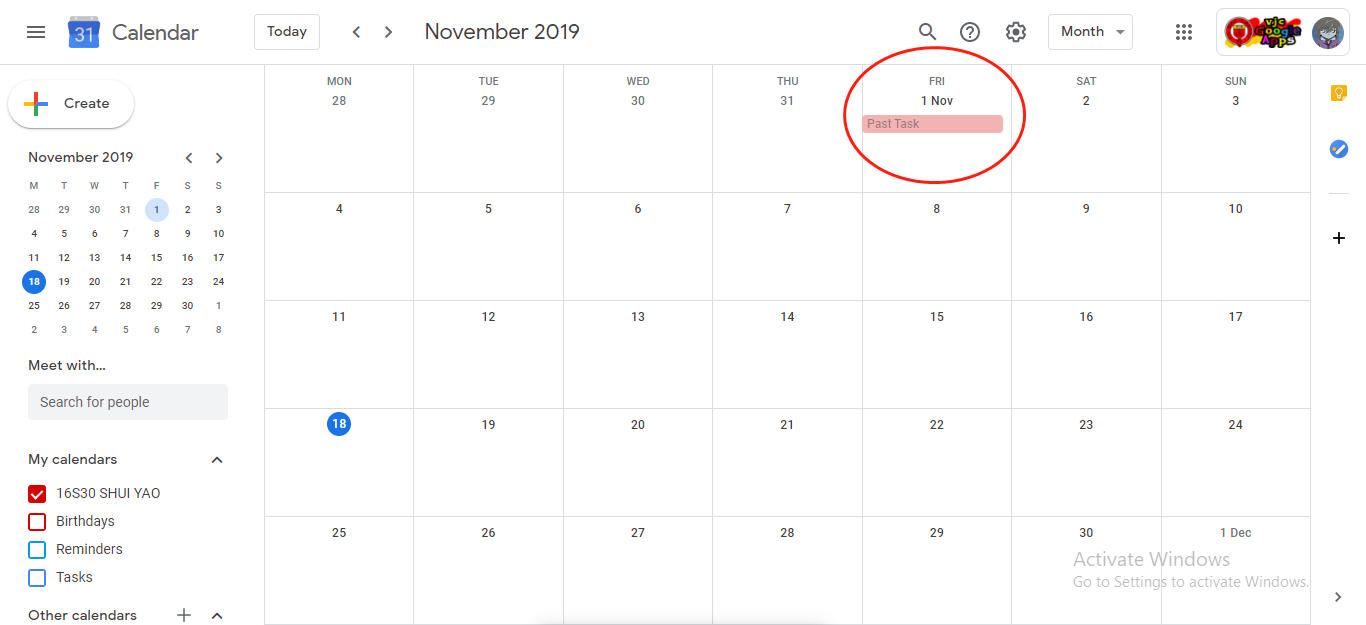 31 Calendar Today November 2019 Month vjc Google Apps
Create
November 2019
M T W T F S S
28 29 30 31 1 2 3
4 5 6 7 8 9 10
11 12 13 14 15 16 17
18 19 20 21 22 23 24
25 26 27 28 29 30 1
2 3 4 5 6 7 8
Meet with...
Search for people
My calendars
16S30 SHUI YAO
Birthdays
Reminders
Tasks
Other calendars
MON TUE WED THU FRI SAT SUN
28 29 30 31 1 Nov 2 3
Past Task
4 5 6 7 8 9 10
11 12 13 14 15 16 17
18 19 20 21 22 23 24
25 26 27 28 29 30 1 Dec
Activate Windows
Go to Settings to activate Windows.